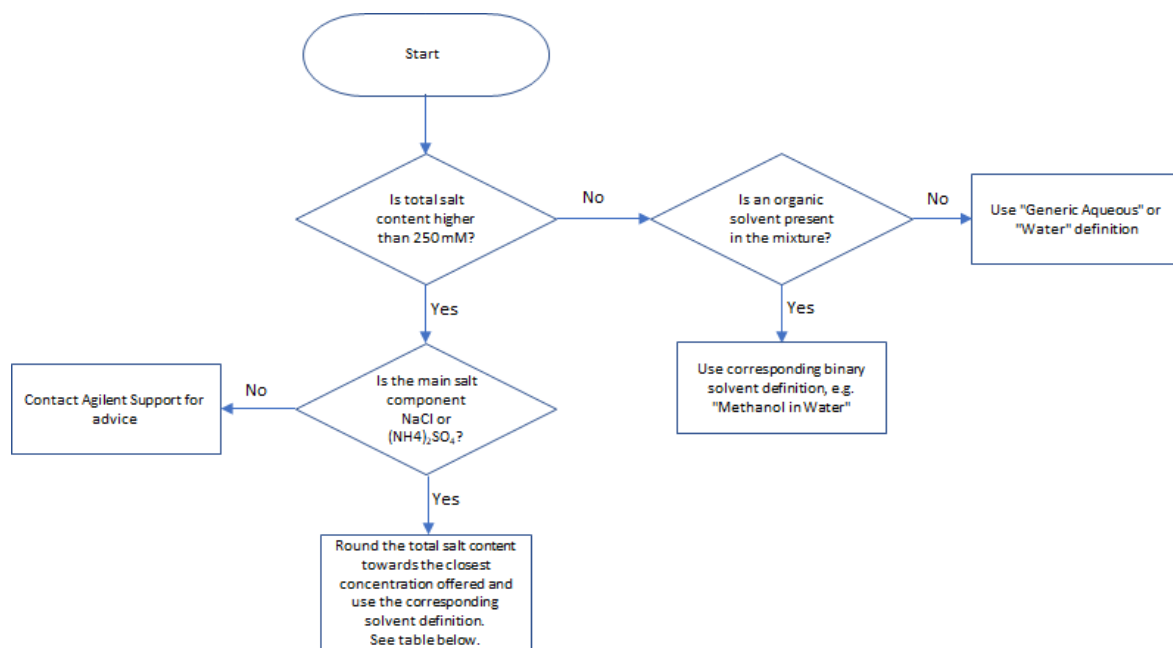 Start
Is total salt
content higher
than 250 mM?
No
Is an organic
solvent present
in the mixture?
No
Use "Generic Aqueous" or
"Water" definition
Yes
Yes
Contact Agilent Support for
advice
No
Is the main salt
component
NaCl or
(NH4)₂SO₄?
Use corresponding binary
solvent definition, e.g.
"Methanol in Water"
Yes
Round the total salt content
towards the closest
concentration offered and
use the corresponding
solvent definition.
See table below.